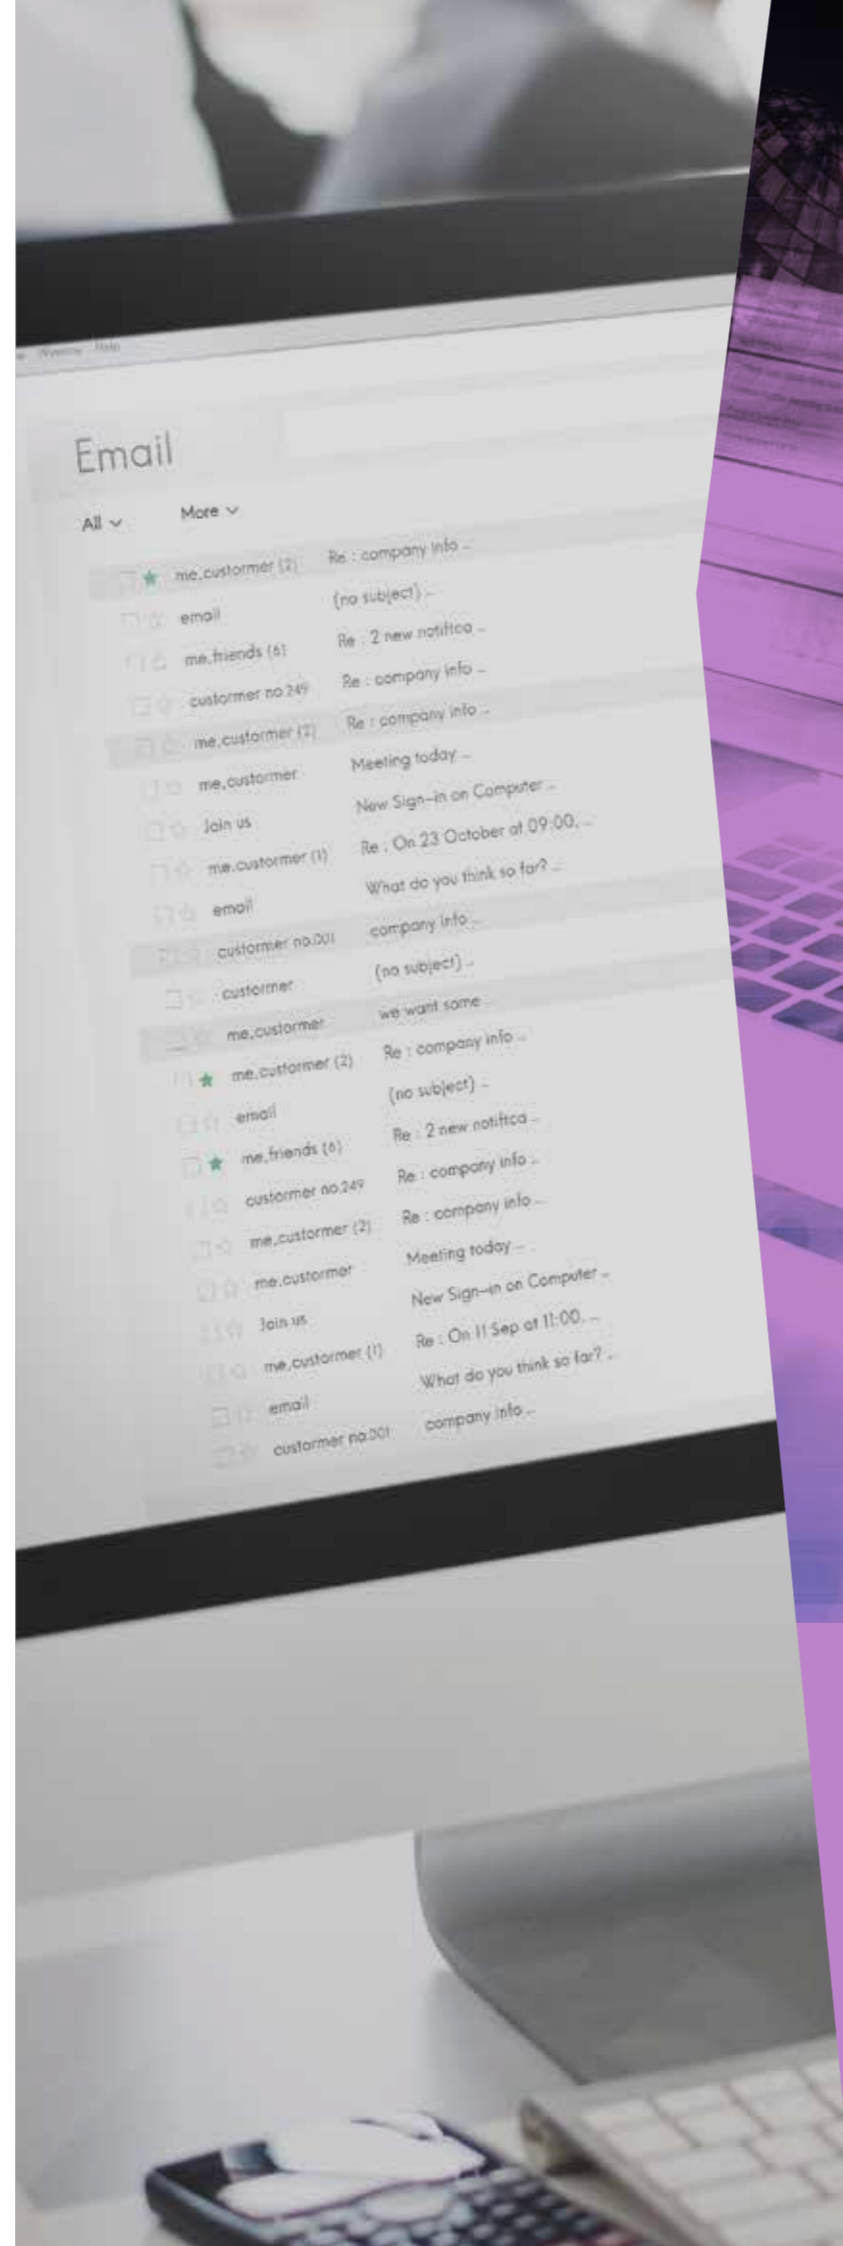 Help
Email
All More
me,custormer (2) Re : company info ...
email (no subject) ...
me,friends (6) Re : 2 new notiftca ...
custormer no.249 Re : company info ...
me,custormer (2) Re : company info ...
me,custormer Meeting today ...
Join us New Sign-in on Computer ...
me,custormer (1) Re : On 23 October at 09:00, ...
email What do you think so far? ...
custormer no.001 company info ...
custormer (no subject) ...
me,custormer we want some ...
me,custormer (2) Re : company info ...
email (no subject) ...
me,friends (6) Re : 2 new notiftca ...
custormer no.249 Re : company info ...
me,custormer (2) Re : company info ...
me,custormer Meeting today ...
Join us New Sign-in on Computer ...
me,custormer (1) Re : On 11 Sep at 11:00, ...
email What do you think so far? ...
custormer no.001 company info ...